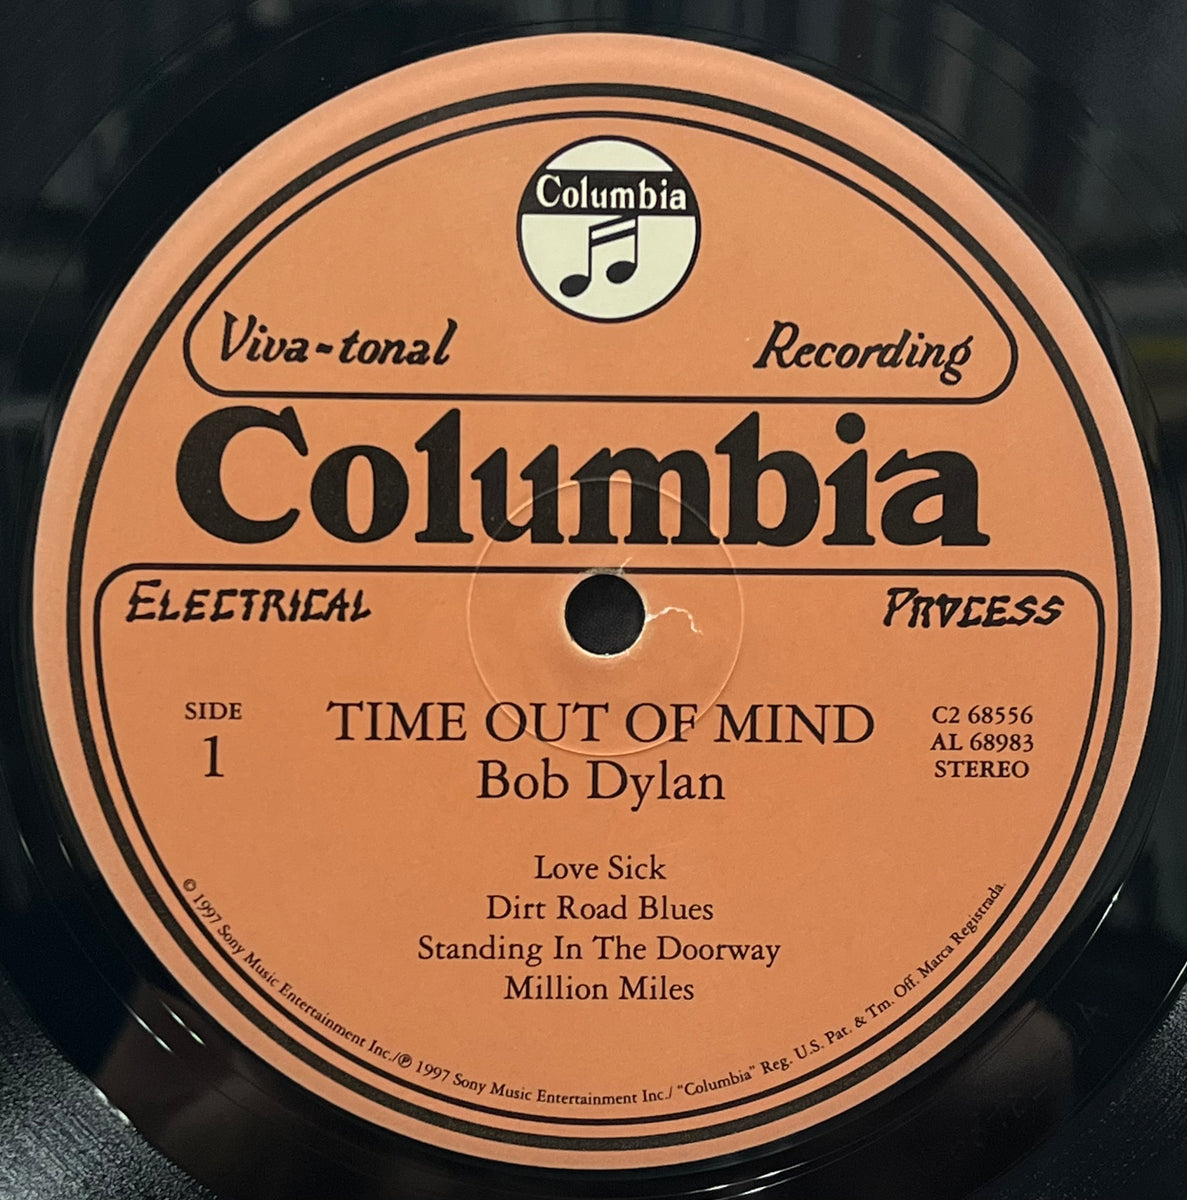 Columbia
Viva-tonal Recording
Columbia
ELECTRICAL PROCESS
SIDE
1
TIME OUT OF MIND
Bob Dylan
C2 68556
AL 68983
STEREO
Love Sick
Dirt Road Blues
Standing In The Doorway
Million Miles
© 1997 Sony Music Entertainment Inc./℗ 1997 Sony Music Entertainment Inc./ "Columbia" Reg. U.S. Pat. & Tm. Off. Marca Registrada.